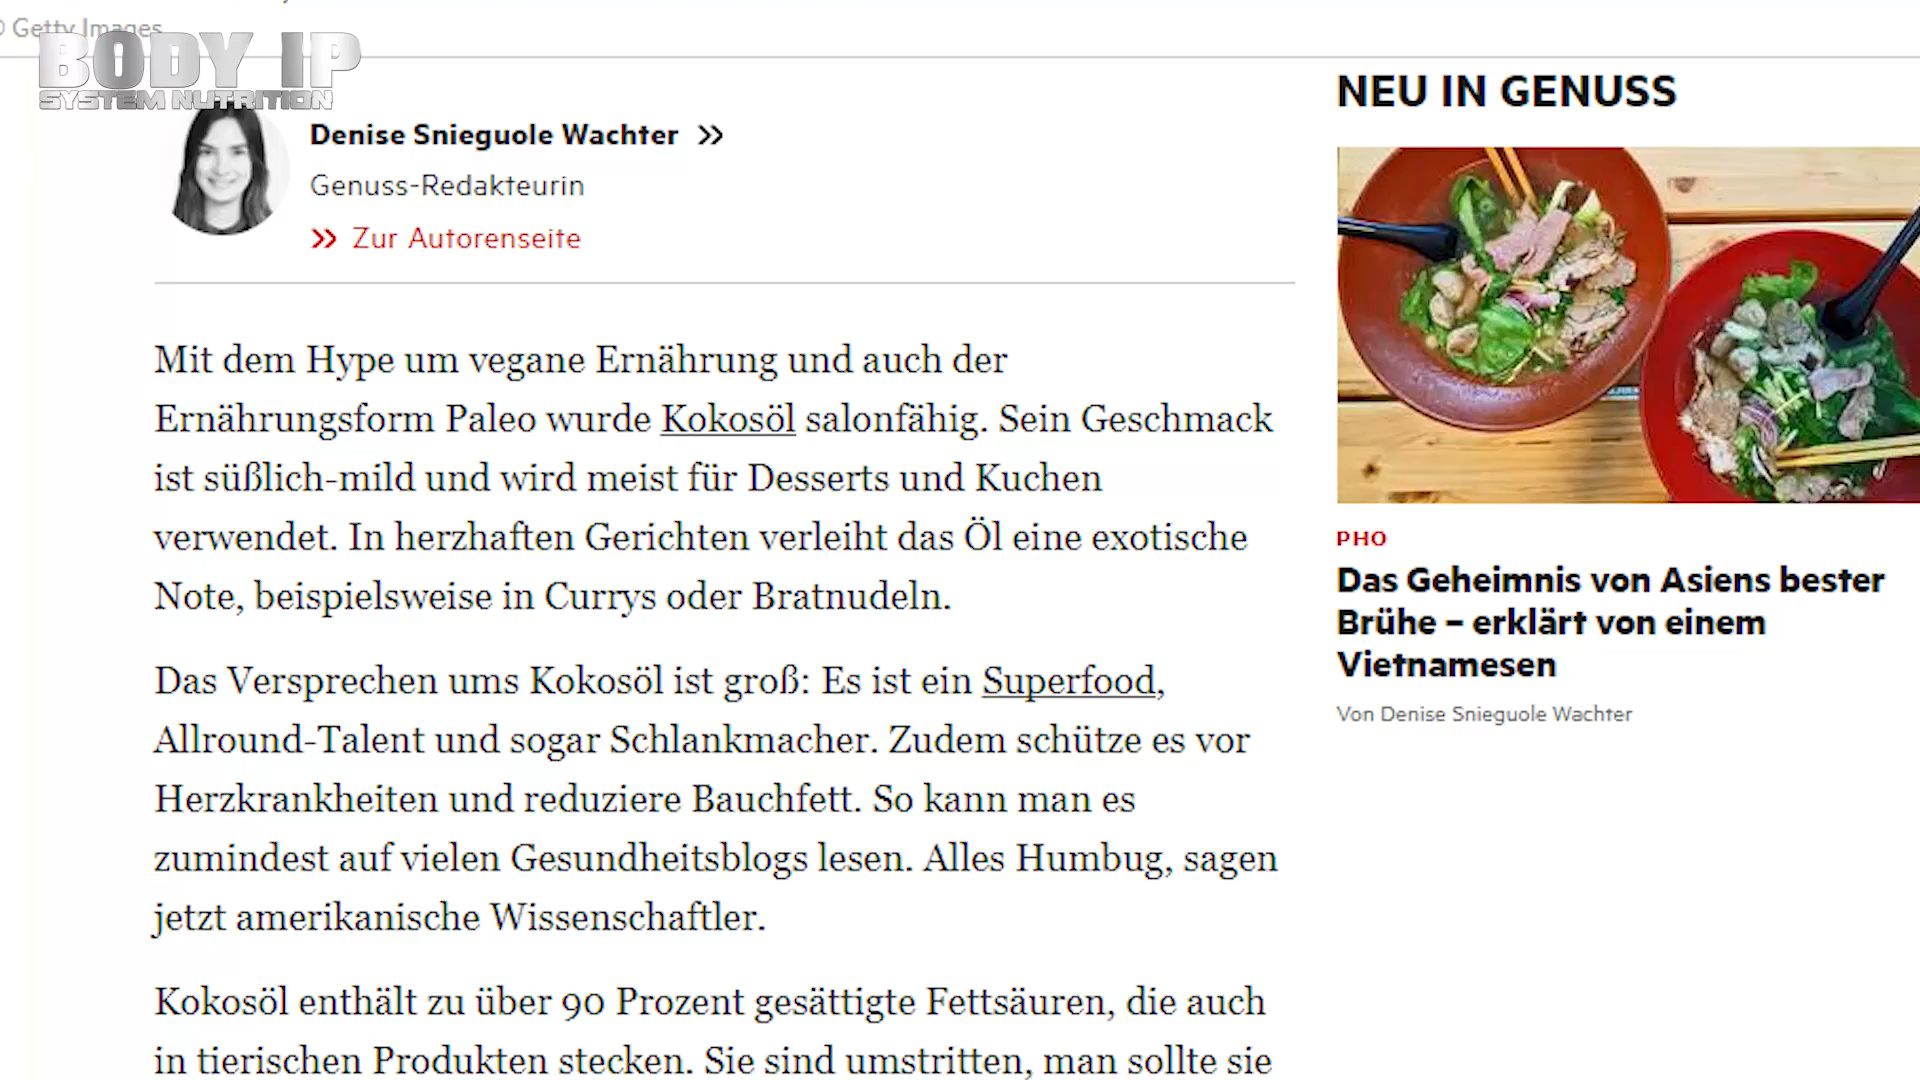 © Getty Images
BODY IP
SYSTEM NUTRITION
Denise Snieguole Wachter >>
Genuss-Redakteurin
>> Zur Autorenseite
Mit dem Hype um vegane Ernährung und auch der
Ernährungsform Paleo wurde Kokosöl salonfähig. Sein Geschmack
ist süßlich-mild und wird meist für Desserts und Kuchen
verwendet. In herzhaften Gerichten verleiht das Öl eine exotische
Note, beispielsweise in Currys oder Bratnudeln.
Das Versprechen ums Kokosöl ist groß: Es ist ein Superfood,
Allround-Talent und sogar Schlankmacher. Zudem schütze es vor
Herzkrankheiten und reduziere Bauchfett. So kann man es
zumindest auf vielen Gesundheitsblogs lesen. Alles Humbug, sagen
jetzt amerikanische Wissenschaftler.
Kokosöl enthält zu über 90 Prozent gesättigte Fettsäuren, die auch
in tierischen Produkten stecken. Sie sind umstritten, man sollte sie
NEU IN GENUSS
PHO
Das Geheimnis von Asiens bester
Brühe – erklärt von einem
Vietnamesen
Von Denise Snieguole Wachter